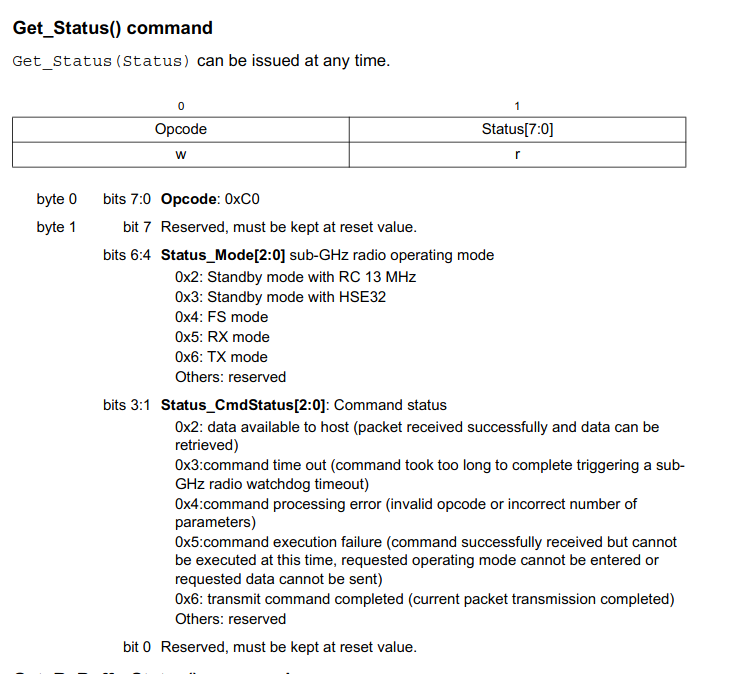 Get_Status() command
Get_Status(Status) can be issued at any time.
0 1
Opcode Status[7:0]
w r
byte 0 bits 7:0 Opcode: 0xC0
byte 1 bit 7 Reserved, must be kept at reset value.
bits 6:4 Status_Mode[2:0] sub-GHz radio operating mode
0x2: Standby mode with RC 13 MHz
0x3: Standby mode with HSE32
0x4: FS mode
0x5: RX mode
0x6: TX mode
Others: reserved
bits 3:1 Status_CmdStatus[2:0]: Command status
0x2: data available to host (packet received successfully and data can be
retrieved)
0x3:command time out (command took too long to complete triggering a sub-
GHz radio watchdog timeout)
0x4:command processing error (invalid opcode or incorrect number of
parameters)
0x5:command execution failure (command successfully received but cannot
be executed at this time, requested operating mode cannot be entered or
requested data cannot be sent)
0x6: transmit command completed (current packet transmission completed)
Others: reserved
bit 0 Reserved, must be kept at reset value.